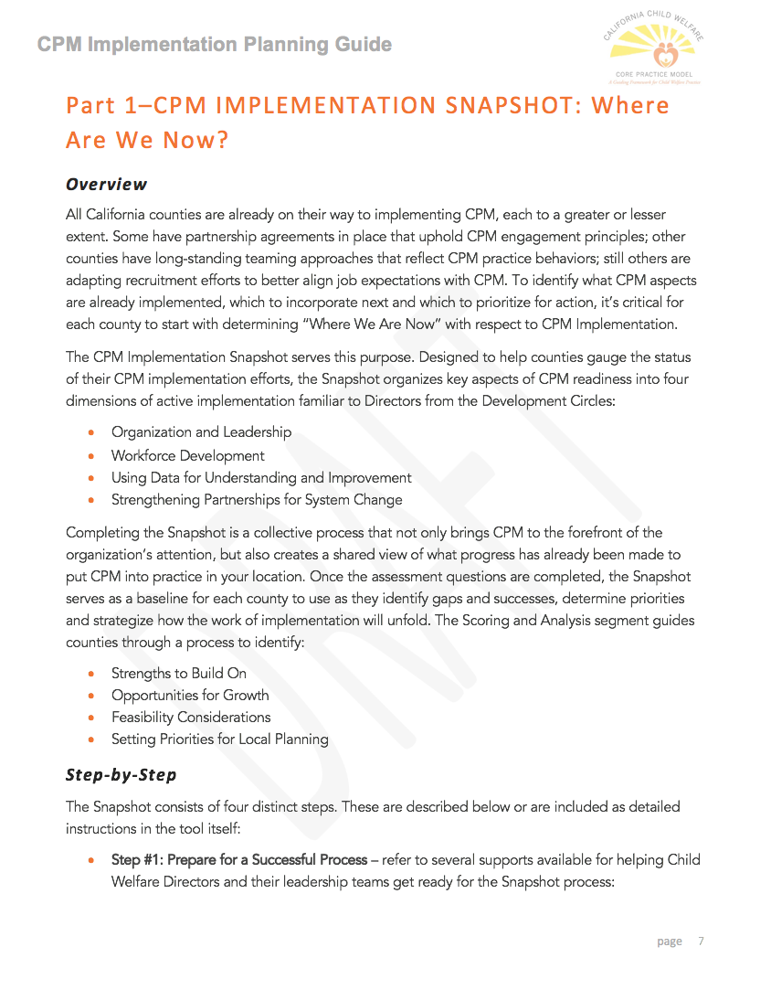 CPM Implementation Planning Guide
CALIFORNIA CHILD WELFARE
CORE PRACTICE MODEL
A Guiding Framework for Child Welfare Practice
Part 1–CPM IMPLEMENTATION SNAPSHOT: Where
Are We Now?
Overview
All California counties are already on their way to implementing CPM, each to a greater or lesser
extent. Some have partnership agreements in place that uphold CPM engagement principles; other
counties have long-standing teaming approaches that reflect CPM practice behaviors; still others are
adapting recruitment efforts to better align job expectations with CPM. To identify what CPM aspects
are already implemented, which to incorporate next and which to prioritize for action, it’s critical for
each county to start with determining “Where We Are Now” with respect to CPM Implementation.
The CPM Implementation Snapshot serves this purpose. Designed to help counties gauge the status
of their CPM implementation efforts, the Snapshot organizes key aspects of CPM readiness into four
dimensions of active implementation familiar to Directors from the Development Circles:
• Organization and Leadership
• Workforce Development
• Using Data for Understanding and Improvement
• Strengthening Partnerships for System Change
Completing the Snapshot is a collective process that not only brings CPM to the forefront of the
organization’s attention, but also creates a shared view of what progress has already been made to
put CPM into practice in your location. Once the assessment questions are completed, the Snapshot
serves as a baseline for each county to use as they identify gaps and successes, determine priorities
and strategize how the work of implementation will unfold. The Scoring and Analysis segment guides
counties through a process to identify:
• Strengths to Build On
• Opportunities for Growth
• Feasibility Considerations
• Setting Priorities for Local Planning
Step-by-Step
The Snapshot consists of four distinct steps. These are described below or are included as detailed
instructions in the tool itself:
• Step #1: Prepare for a Successful Process – refer to several supports available for helping Child
Welfare Directors and their leadership teams get ready for the Snapshot process:
DRAFT
page 7